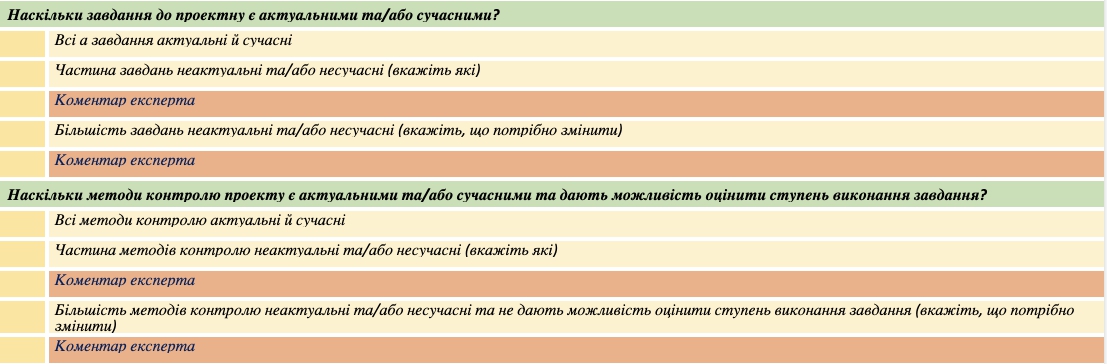 Наскільки завдання до проектну є актуальними та/або сучасними?
Всі а завдання актуальні й сучасні
Частина завдань неактуальні та/або несучасні (вкажіть які)
Коментар експерта
Більшість завдань неактуальні та/або несучасні (вкажіть, що потрібно змінити)
Коментар експерта
Наскільки методи контролю проекту є актуальними та/або сучасними та дають можливість оцінити ступень виконання завдання?
Всі методи контролю актуальні й сучасні
Частина методів контролю неактуальні та/або несучасні (вкажіть які)
Коментар експерта
Більшість методів контролю неактуальні та/або несучасні та не дають можливість оцінити ступень виконання завдання (вкажіть, що потрібно
змінити)
Коментар експерта